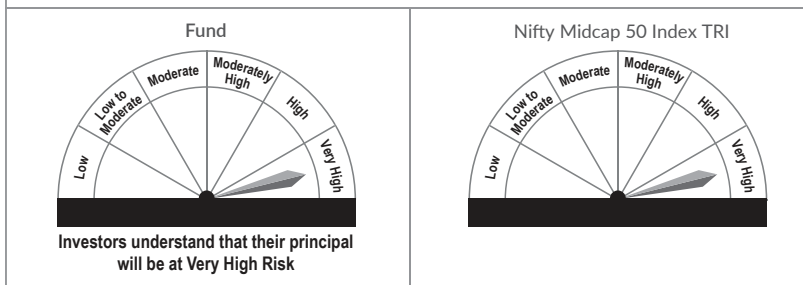 Fund
Low
Low to
Moderate
Moderate
Moderately
High
High
Very High
Investors understand that their principal
will be at Very High Risk
Nifty Midcap 50 Index TRI
Low
Low to
Moderate
Moderate
Moderately
High
High
Very High